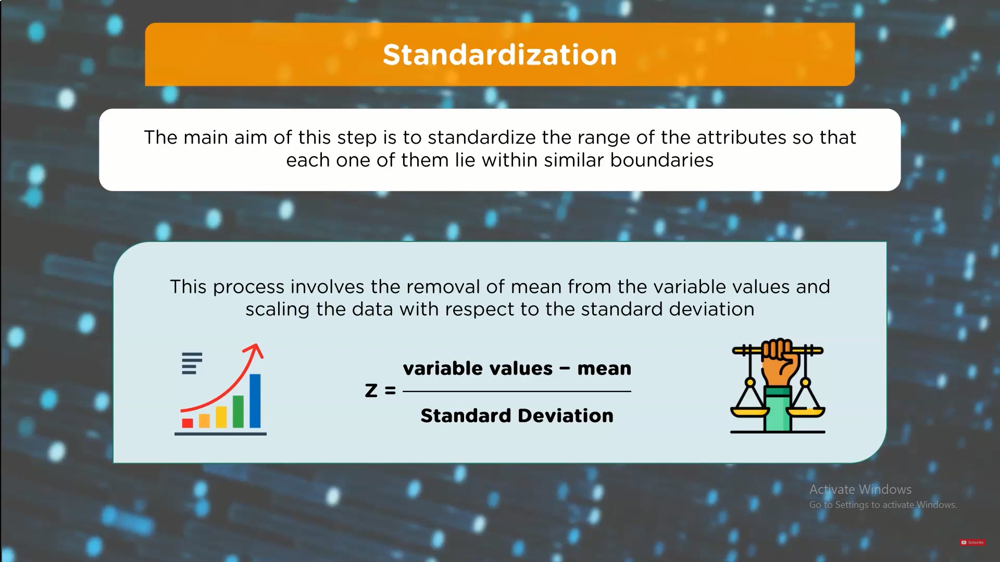 Standardization
The main aim of this step is to standardize the range of the attributes so that
each one of them lie within similar boundaries
This process involves the removal of mean from the variable values and
scaling the data with respect to the standard deviation
variable values – mean
Z =
Standard Deviation
Activate Windows
Go to Settings to activate Windows.
Subscribe